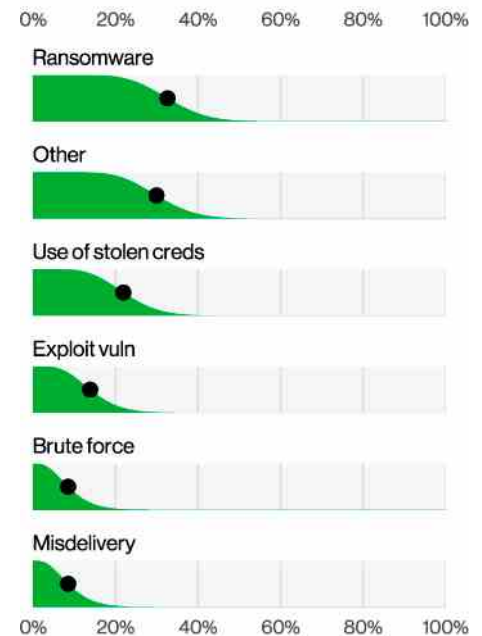 0% 20% 40% 60% 80% 100%
Ransomware
Other
Use of stolen creds
Exploit vuln
Brute force
Misdelivery
0% 20% 40% 60% 80% 100%